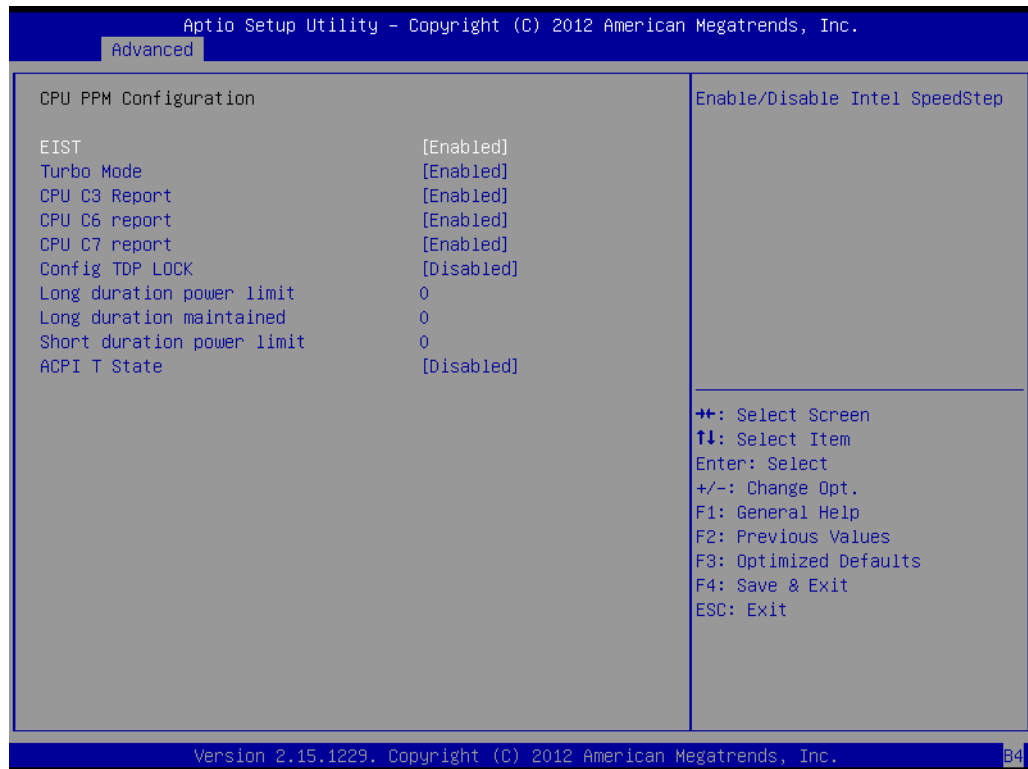 Aptio Setup Utility – Copyright (C) 2012 American Megatrends, Inc.
Advanced
CPU PPM Configuration
EIST [Enabled]
Turbo Mode [Enabled]
CPU C3 Report [Enabled]
CPU C6 report [Enabled]
CPU C7 report [Enabled]
Config TDP LOCK [Disabled]
Long duration power limit 0
Long duration maintained 0
Short duration power limit 0
ACPI T State [Disabled]
Enable/Disable Intel SpeedStep
→←: Select Screen
↑↓: Select Item
Enter: Select
+/-: Change Opt.
F1: General Help
F2: Previous Values
F3: Optimized Defaults
F4: Save & Exit
ESC: Exit
Version 2.15.1229. Copyright (C) 2012 American Megatrends, Inc.
B4